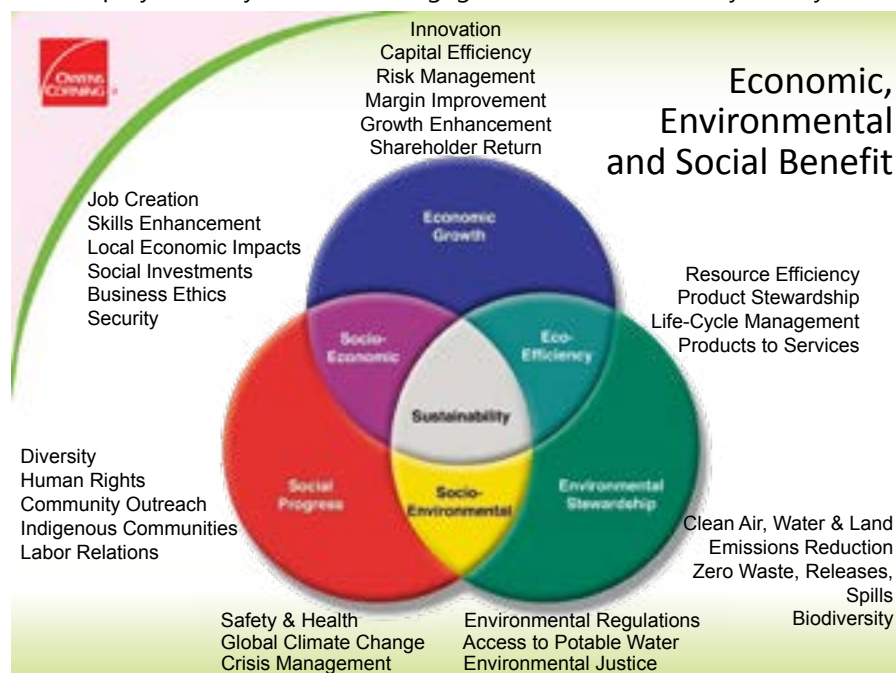 Innovation
Capital Efficiency
Risk Management
Margin Improvement
Growth Enhancement
Shareholder Return
OWENS
CORNING
Economic,
Environmental
and Social Benefit
Job Creation
Skills Enhancement
Local Economic Impacts
Social Investments
Business Ethics
Security
Economic
Growth
Resource Efficiency
Product Stewardship
Life-Cycle Management
Products to Services
Socio-
Economic
Eco-
Efficiency
Sustainability
Diversity
Human Rights
Community Outreach
Indigenous Communities
Labor Relations
Social
Progress
Socio-
Environmental
Environmental
Stewardship
Clean Air, Water & Land
Emissions Reduction
Zero Waste, Releases,
Spills
Biodiversity
Safety & Health
Global Climate Change
Crisis Management
Environmental Regulations
Access to Potable Water
Environmental Justice